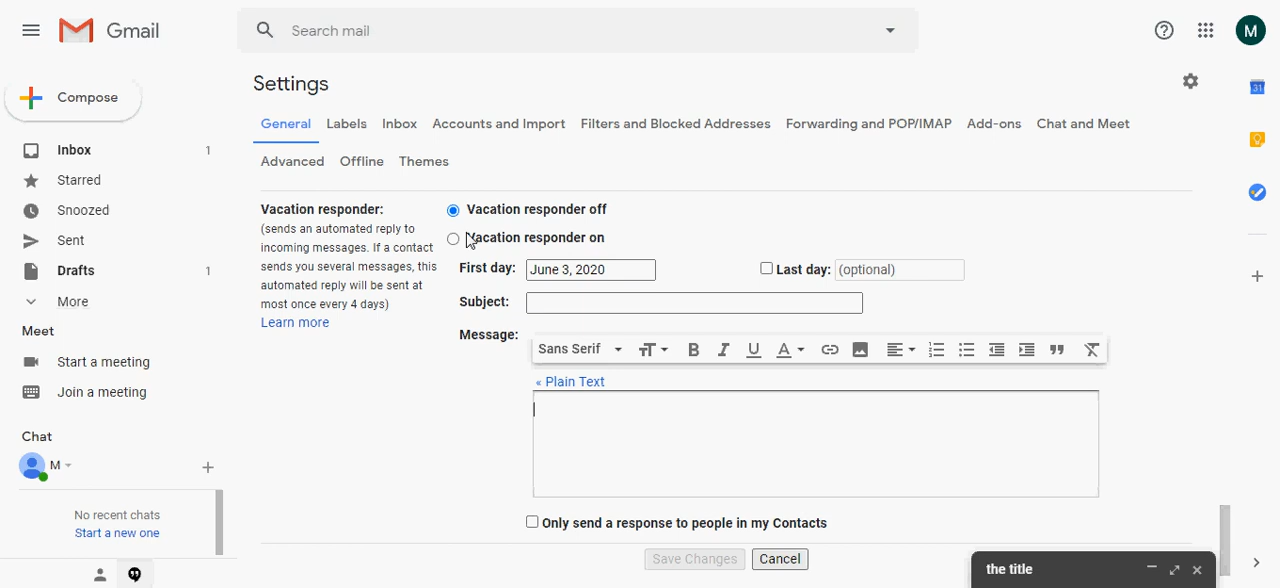 Gmail
Search mail
M
Compose
Settings
General Labels Inbox Accounts and Import Filters and Blocked Addresses Forwarding and POP/IMAP Add-ons Chat and Meet
Advanced Offline Themes
Inbox 1
Starred
Snoozed
Sent
Drafts 1
More
Meet
Start a meeting
Join a meeting
Chat
M
No recent chats
Start a new one
Vacation responder:
(sends an automated reply to
incoming messages. If a contact
sends you several messages, this
automated reply will be sent at
most once every 4 days)
Learn more
Vacation responder off
Vacation responder on
First day: June 3, 2020 Last day: (optional)
Subject:
Message:
Sans Serif
« Plain Text
Only send a response to people in my Contacts
Save Changes Cancel
the title
31